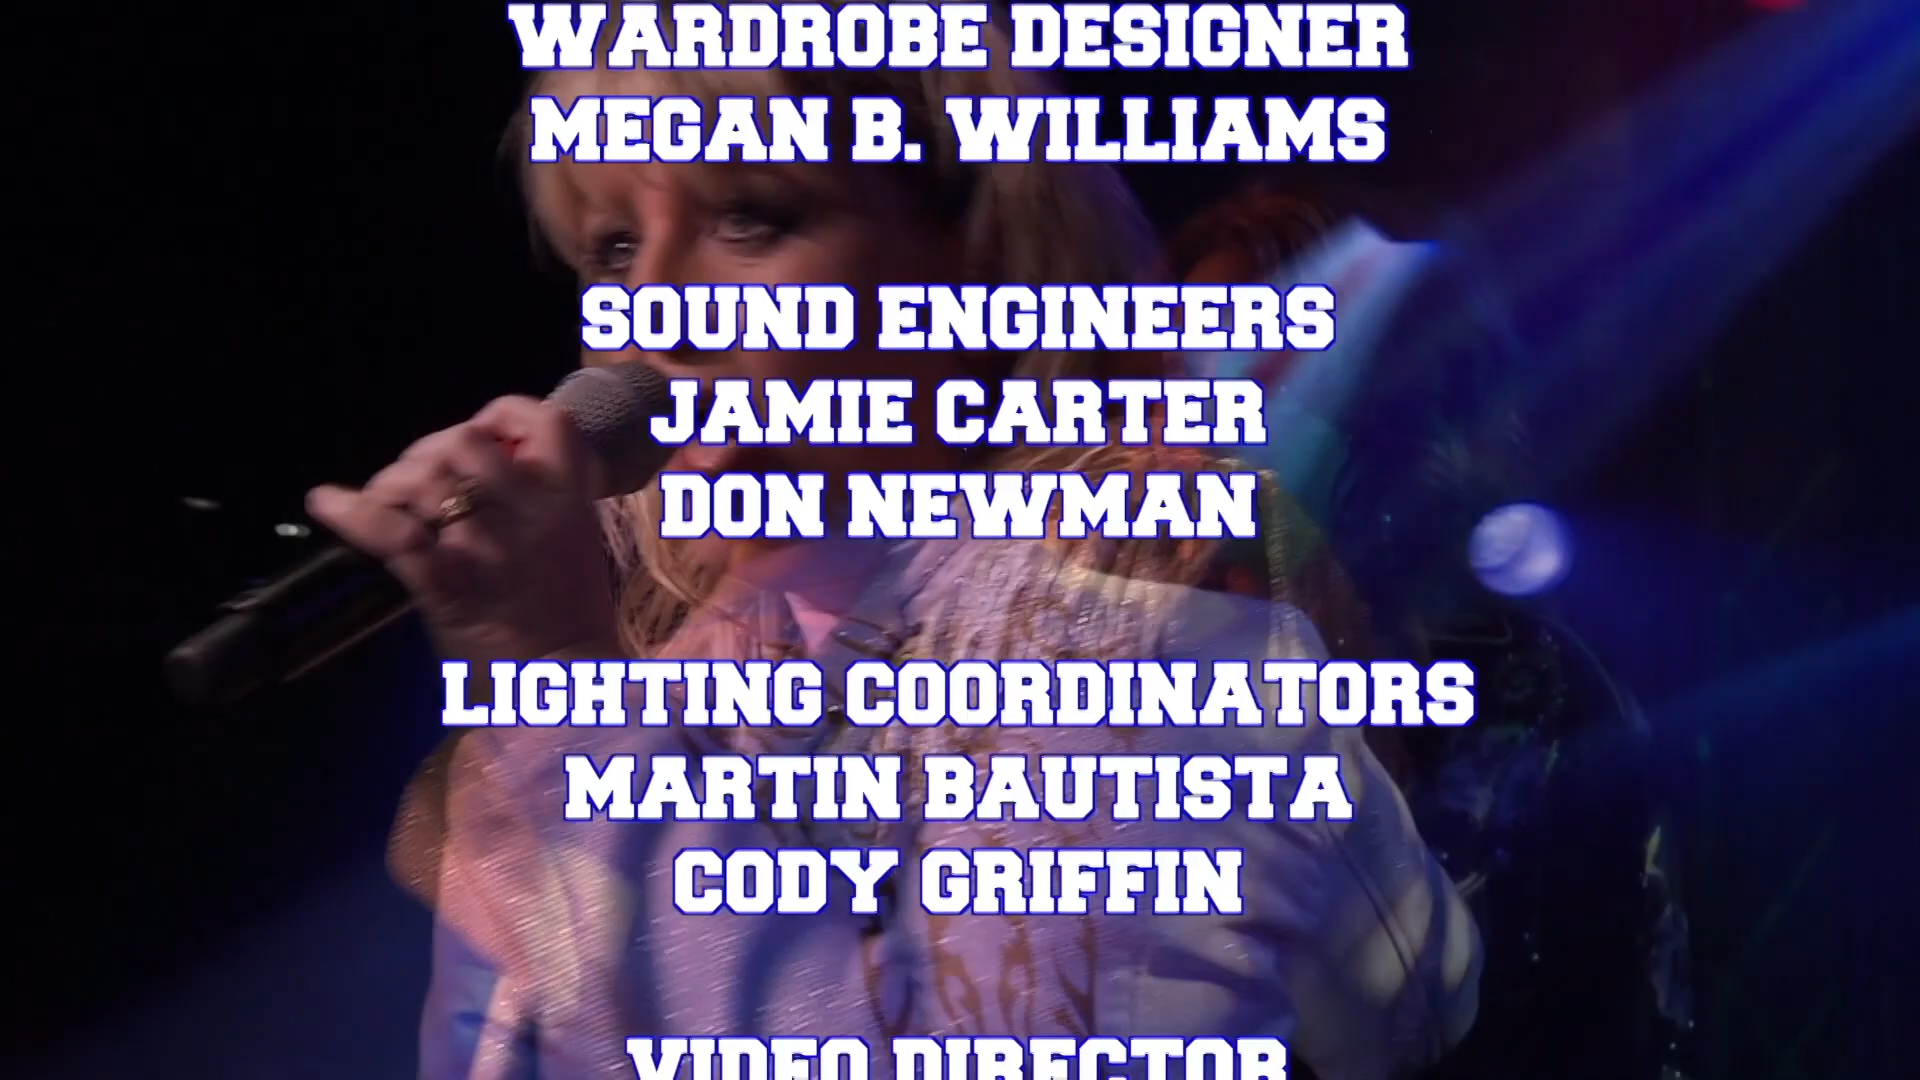 WARDROBE DESIGNER
MEGAN B. WILLIAMS
SOUND ENGINEERS
JAMIE CARTER
DON NEWMAN
LIGHTING COORDINATORS
MARTIN BAUTISTA
CODY GRIFFIN
VIDEO DIRECTOR